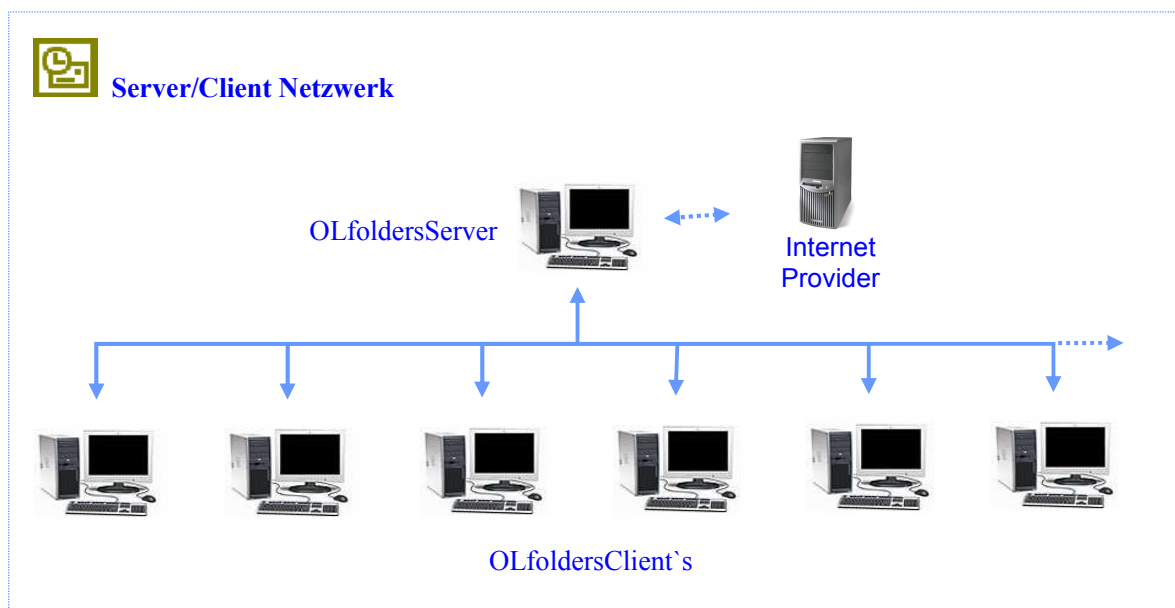 Server/Client Netzwerk
OLfoldersServer
Internet
Provider
OLfoldersClient`s